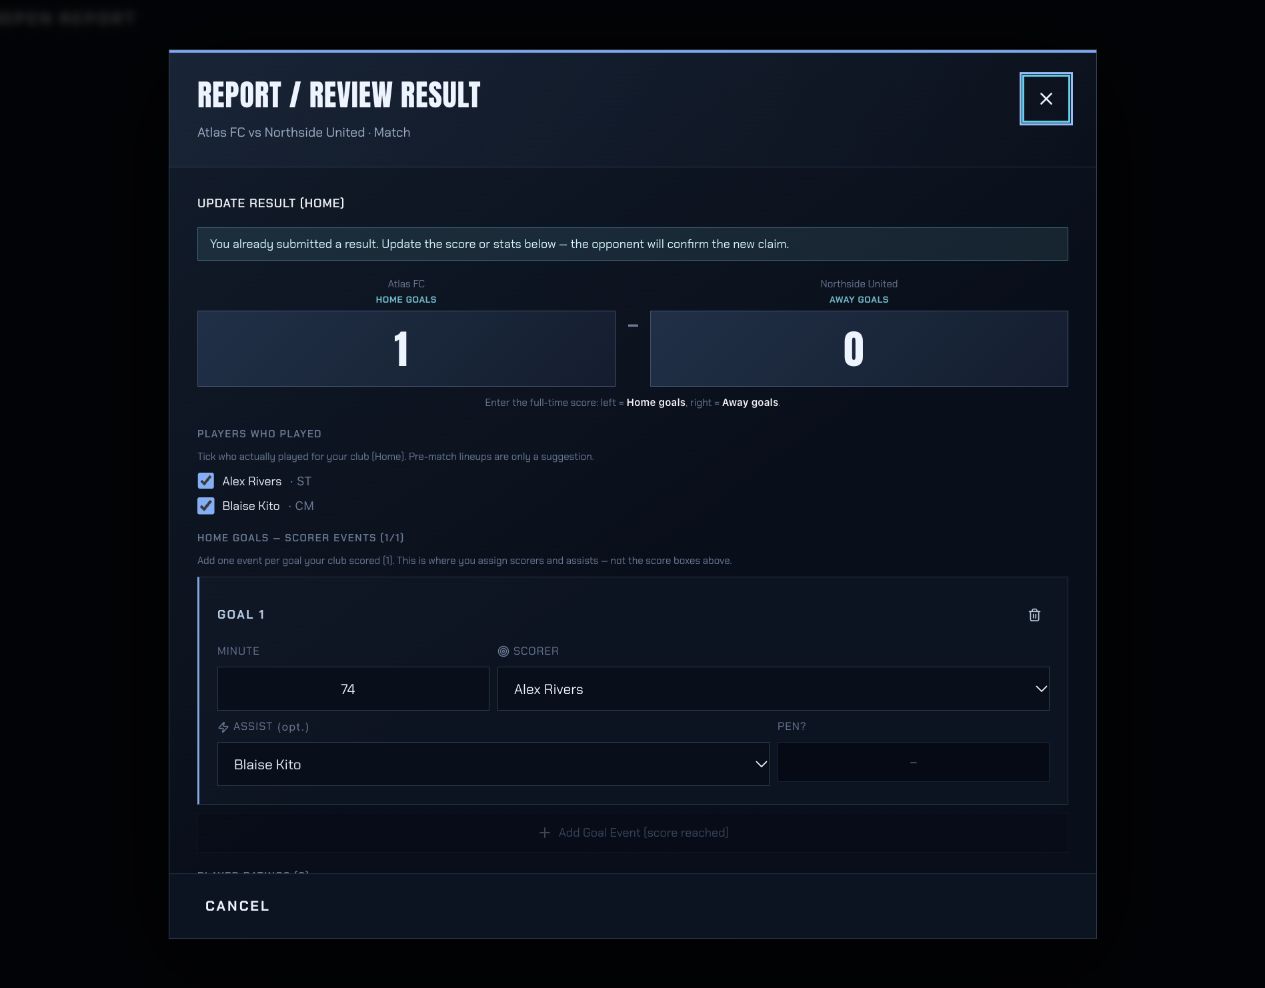 OPEN REPORT
REPORT / REVIEW RESULT
Atlas FC vs Northside United · Match
UPDATE RESULT (HOME)
You already submitted a result. Update the score or stats below — the opponent will confirm the new claim.
Atlas FC
HOME GOALS
1
–
Northside United
AWAY GOALS
0
Enter the full-time score: left = Home goals, right = Away goals.
PLAYERS WHO PLAYED
Tick who actually played for your club (Home). Pre-match lineups are only a suggestion.
Alex Rivers · ST
Blaise Kito · CM
HOME GOALS — SCORER EVENTS (1/1)
Add one event per goal your club scored (1). This is where you assign scorers and assists — not the score boxes above.
GOAL 1
MINUTE
74
SCORER
Alex Rivers
ASSIST (opt.)
Blaise Kito
PEN?
–
Add Goal Event (score reached)
CANCEL